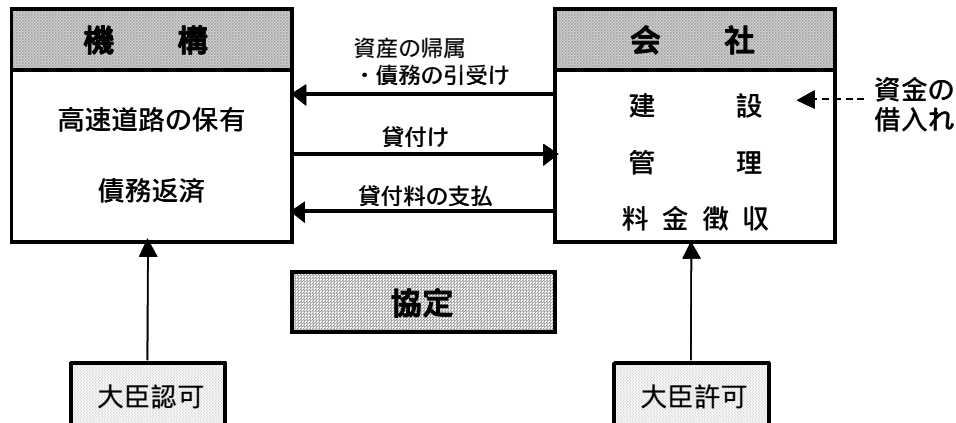 機 構
高速道路の保有
債務返済
資産の帰属
・債務の引受け
貸付け
貸付料の支払
会 社
建 設
管 理
料 金 徴 収
資金の
借入れ
協定
大臣認可
大臣許可